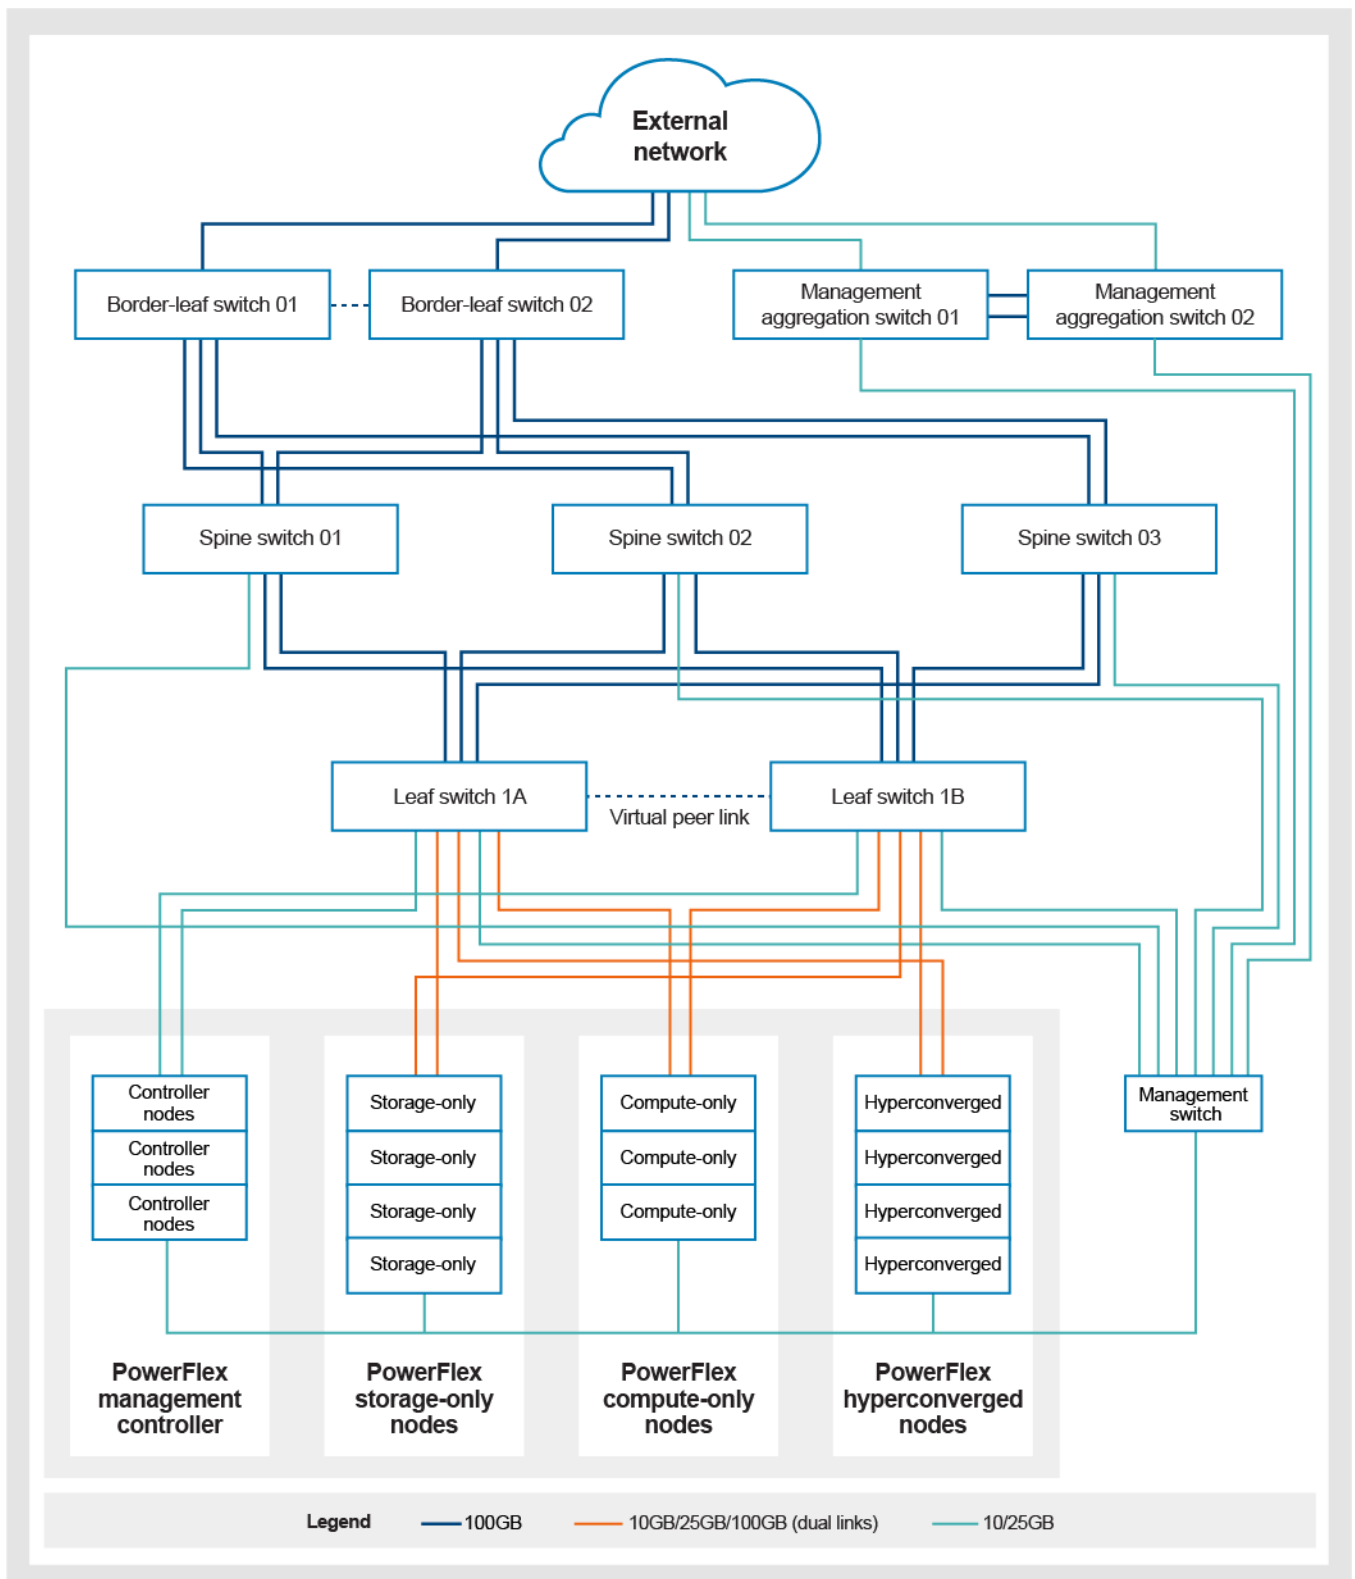 External
network
Border-leaf switch 01
Border-leaf switch 02
Management
aggregation switch 01
Management
aggregation switch 02
Spine switch 01
Spine switch 02
Spine switch 03
Leaf switch 1A
Virtual peer link
Leaf switch 1B
Controller
nodes
Controller
nodes
Controller
nodes
Storage-only
Storage-only
Storage-only
Storage-only
Compute-only
Compute-only
Compute-only
Hyperconverged
Hyperconverged
Hyperconverged
Hyperconverged
Management
switch
PowerFlex
management
controller
PowerFlex
storage-only
nodes
PowerFlex
compute-only
nodes
PowerFlex
hyperconverged
nodes
Legend
100GB
10GB/25GB/100GB (dual links)
10/25GB